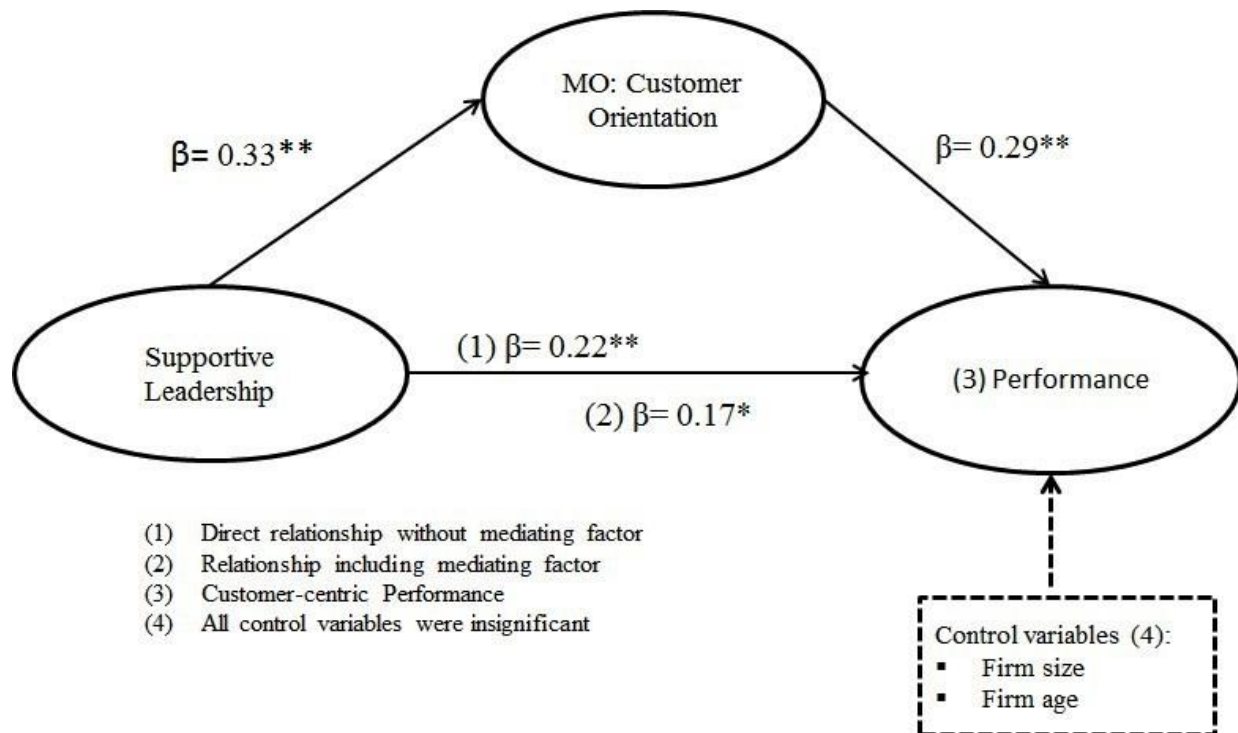 MO: Customer
Orientation
β= 0.33**
β= 0.29**
Supportive
Leadership
(1) β= 0.22**
(2) β= 0.17*
(3) Performance
(1) Direct relationship without mediating factor
(2) Relationship including mediating factor
(3) Customer-centric Performance
(4) All control variables were insignificant
Control variables (4):
▪ Firm size
▪ Firm age